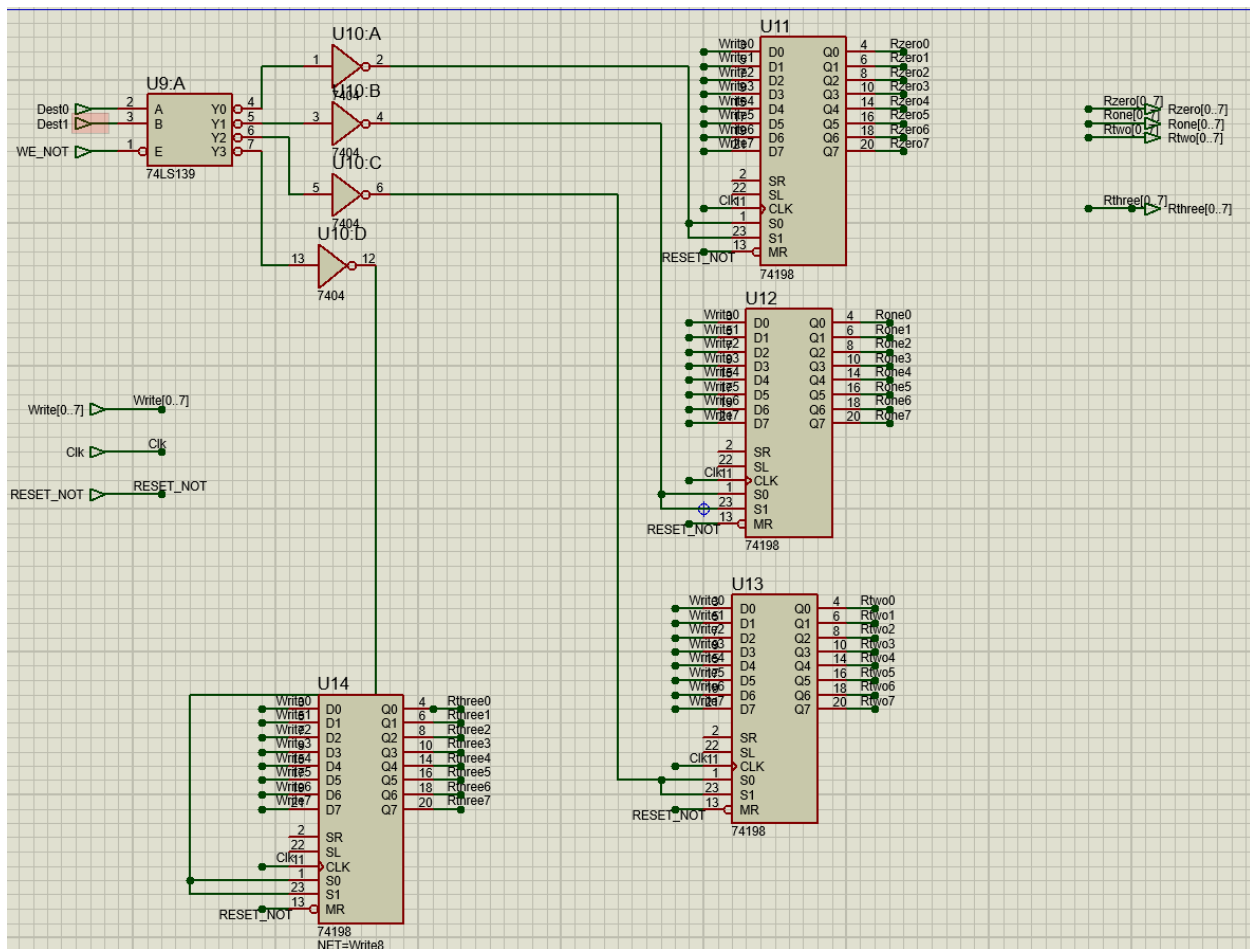 U9:A
Dest0
Dest1
WE_NOT
2
3
1
A
B
E
Y0
Y1
Y2
Y3
4
5
6
7
74LS139
U10:A
1
2
U10:B
3
4
7404
U10:C
5
6
7404
U10:D
13
12
7404
Write[0..7]
Write[0..7]
Clk
Clk
RESET_NOT
RESET_NOT
U11
Write0 D0 Q0 4 Rzero0
Write1 D1 Q1 6 Rzero1
Write2 D2 Q2 8 Rzero2
Write3 D3 Q3 10 Rzero3
Write4 D4 Q4 14 Rzero4
Write5 D5 Q5 16 Rzero5
Write6 D6 Q6 18 Rzero6
Write7 D7 Q7 20 Rzero7
2 SR
22 SL
Clk 11 CLK
1 S0
23 S1
RESET_NOT 13 MR
74198
Rzero[0..7] Rzero[0..7]
Rone[0..7] Rone[0..7]
Rtwo[0..7] Rtwo[0..7]
Rthree[0..7] Rthree[0..7]
U12
Write0 D0 Q0 4 Rone0
Write1 D1 Q1 6 Rone1
Write2 D2 Q2 8 Rone2
Write3 D3 Q3 10 Rone3
Write4 D4 Q4 14 Rone4
Write5 D5 Q5 16 Rone5
Write6 D6 Q6 18 Rone6
Write7 D7 Q7 20 Rone7
2 SR
22 SL
Clk 11 CLK
1 S0
23 S1
RESET_NOT 13 MR
74198
U13
Write0 D0 Q0 4 Rtwo0
Write1 D1 Q1 6 Rtwo1
Write2 D2 Q2 8 Rtwo2
Write3 D3 Q3 10 Rtwo3
Write4 D4 Q4 14 Rtwo4
Write5 D5 Q5 16 Rtwo5
Write6 D6 Q6 18 Rtwo6
Write7 D7 Q7 20 Rtwo7
2 SR
22 SL
Clk 11 CLK
1 S0
23 S1
RESET_NOT 13 MR
74198
U14
Write0 D0 Q0 4 Rthree0
Write1 D1 Q1 6 Rthree1
Write2 D2 Q2 8 Rthree2
Write3 D3 Q3 10 Rthree3
Write4 D4 Q4 14 Rthree4
Write5 D5 Q5 16 Rthree5
Write6 D6 Q6 18 Rthree6
Write7 D7 Q7 20 Rthree7
2 SR
22 SL
Clk 11 CLK
1 S0
23 S1
RESET_NOT 13 MR
74198
NET=Write8